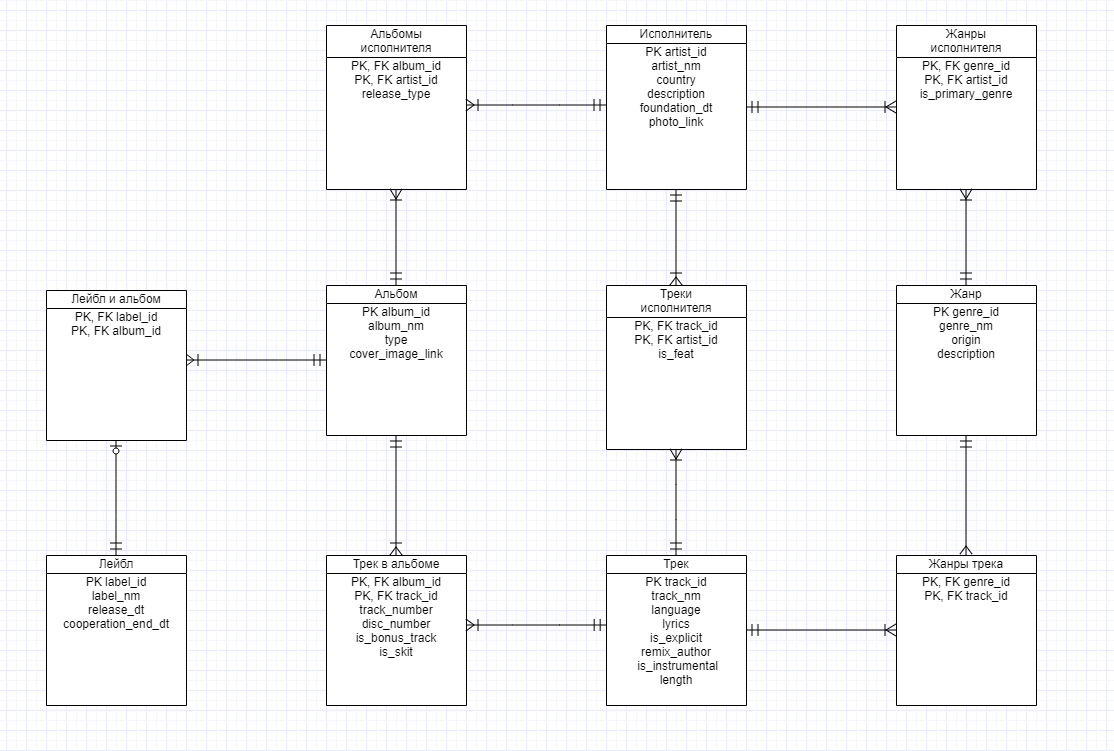 Альбомы
исполнителя
PK, FK album_id
PK, FK artist_id
release_type
Исполнитель
PK artist_id
artist_nm
country
description
foundation_dt
photo_link
Жанры
исполнителя
PK, FK genre_id
PK, FK artist_id
is_primary_genre
Лейбл и альбом
PK, FK label_id
PK, FK album_id
Альбом
PK album_id
album_nm
type
cover_image_link
Треки
исполнителя
PK, FK track_id
PK, FK artist_id
is_feat
Жанр
PK genre_id
genre_nm
origin
description
Лейбл
PK label_id
label_nm
release_dt
cooperation_end_dt
Трек в альбоме
PK, FK album_id
PK, FK track_id
track_number
disc_number
is_bonus_track
is_skit
Трек
PK track_id
track_nm
language
lyrics
is_explicit
remix_author
is_instrumental
length
Жанры трека
PK, FK genre_id
PK, FK track_id